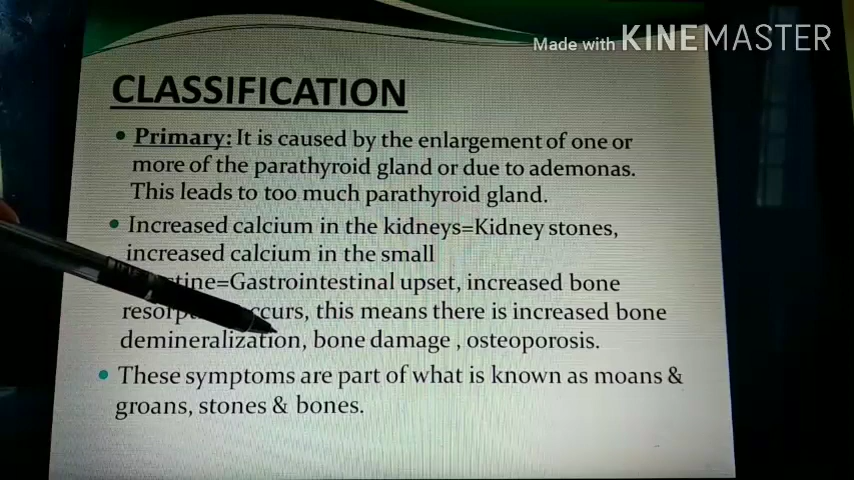 Made with KINEMASTER
CLASSIFICATION
• Primary: It is caused by the enlargement of one or
more of the parathyroid gland or due to ademonas.
This leads to too much parathyroid gland.
• Increased calcium in the kidneys=Kidney stones,
increased calcium in the small
=Gastrointestinal upset, increased bone
this means there is increased bone
demineralization, bone damage , osteoporosis.
• These symptoms are part of what is known as moans &
groans, stones & bones.